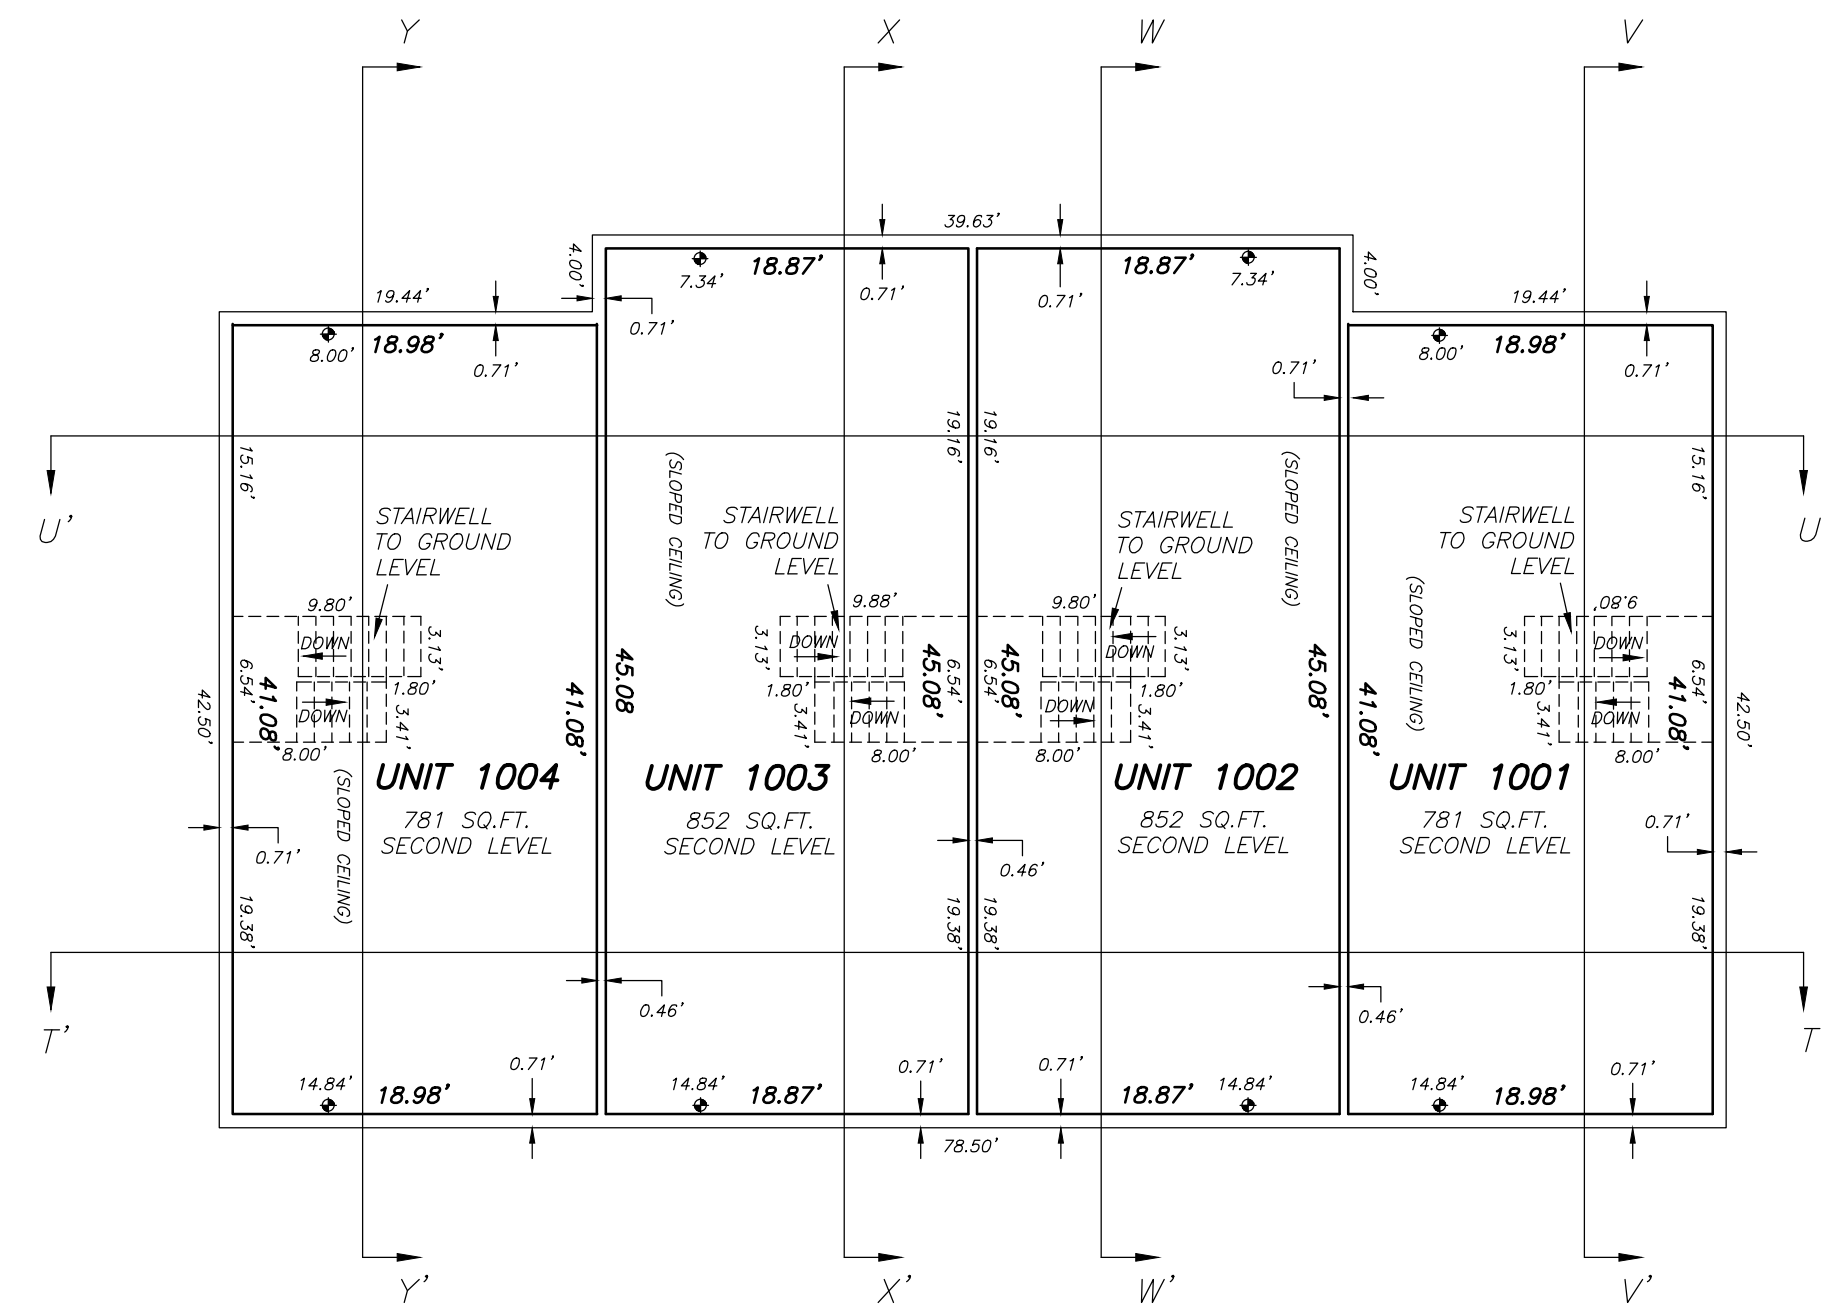 Y X W V
39.63'
4.00' 4.00'
7.34' 18.87' 0.71' 0.71' 18.87' 7.34'
19.44' 19.44'
0.71'
8.00' 18.98' 0.71'
0.71'
8.00' 18.98' 0.71'
15.16' 19.16' 19.16' 15.16'
U' U
STAIRWELL
TO GROUND
LEVEL
(SLOPED CEILING)
STAIRWELL
TO GROUND
LEVEL
STAIRWELL
TO GROUND
LEVEL
(SLOPED CEILING)
STAIRWELL
TO GROUND
LEVEL
(SLOPED CEILING)
9.80' 9.88' 9.80' 9.80'
DOWN 3.13' 3.13' DOWN DOWN 3.13' 3.13' DOWN
6.54' 41.08' 1.80' 41.08' 45.08 1.80' 45.08' 6.54' 6.54' 45.08' 1.80' 45.08' 41.08' 1.80' 41.08' 6.54'
42.50' 42.50'
DOWN 3.41' 3.41' DOWN DOWN 3.41' 3.41' DOWN
8.00' 8.00' 8.00' 8.00'
UNIT 1004
781 SQ.FT.
SECOND LEVEL
UNIT 1003
852 SQ.FT.
SECOND LEVEL
UNIT 1002
852 SQ.FT.
SECOND LEVEL
UNIT 1001
781 SQ.FT.
SECOND LEVEL
0.71' (SLOPED CEILING) 0.46' 0.71'
19.38' 19.38' 19.38' 19.38'
T' 0.46' 0.46' T
0.71' 0.71' 0.71' 0.71'
14.84' 18.98' 14.84' 18.87' 18.87' 14.84' 14.84' 18.98'
78.50'
Y' X' W' V'